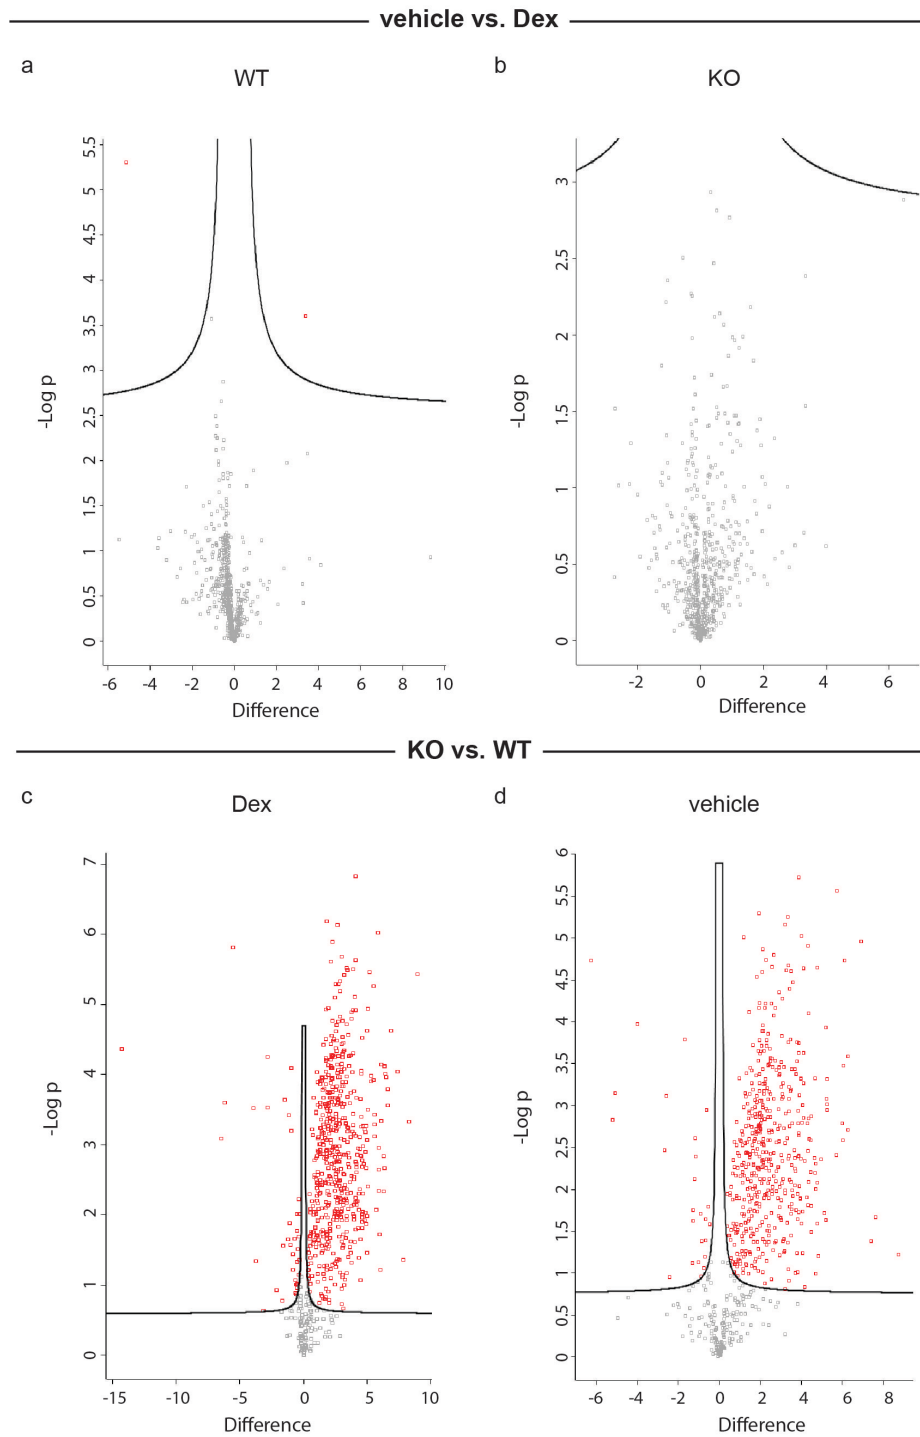 vehicle vs. Dex
a
WT
b
KO
5.5
5
4.5
4
3.5
3
2.5
2
1.5
1
0.5
0
-Log p
-6 -4 -2 0 2 4 6 8 10
Difference
3
2.5
2
1.5
1
0.5
0
-Log p
-2 0 2 4 6
Difference
KO vs. WT
c
Dex
d
vehicle
7
6
5
4
3
2
1
0
-Log p
-15 -10 -5 0 5 10
Difference
6
5.5
5
4.5
4
3.5
3
2.5
2
1.5
1
0.5
0
-Log p
-6 -4 -2 0 2 4 6 8
Difference